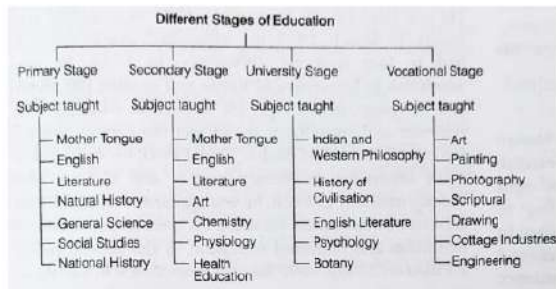 Different Stages of Education
Primary Stage
Secondary Stage
University Stage
Vocational Stage
Subject taught
Subject taught
Subject taught
Subject taught
Mother Tongue
English
Literature
Natural History
General Science
Social Studies
National History
Mother Tongue
English
Literature
Art
Chemistry
Physiology
Health
Education
Indian and
Western Philosophy
History of
Civilisation
English Literature
Psychology
Botany
Art
Painting
Photography
Scriptural
Drawing
Cottage Industries
Engineering